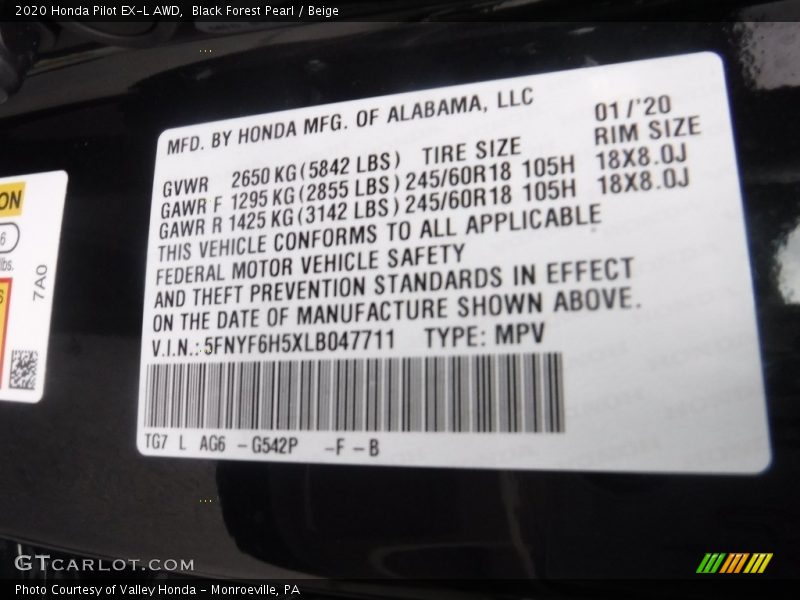 2020 Honda Pilot EX-L AWD,  Black Forest Pearl / Beige
MFD. BY HONDA MFG. OF ALABAMA, LLC 01/'20
GVWR 2650 KG (5842 LBS) TIRE SIZE RIM SIZE
GAWR F 1295 KG (2855 LBS) 245/60R18 105H 18X8.0J
GAWR R 1425 KG (3142 LBS) 245/60R18 105H 18X8.0J
THIS VEHICLE CONFORMS TO ALL APPLICABLE
FEDERAL MOTOR VEHICLE SAFETY
AND THEFT PREVENTION STANDARDS IN EFFECT
ON THE DATE OF MANUFACTURE SHOWN ABOVE.
V.I.N.: 5FNYF6H5XLB047711 TYPE: MPV
TG7 L AG6 - G542P -F - B
ON
6
lbs.
7A0
GTCARLOT.COM
Photo Courtesy of Valley Honda - Monroeville, PA